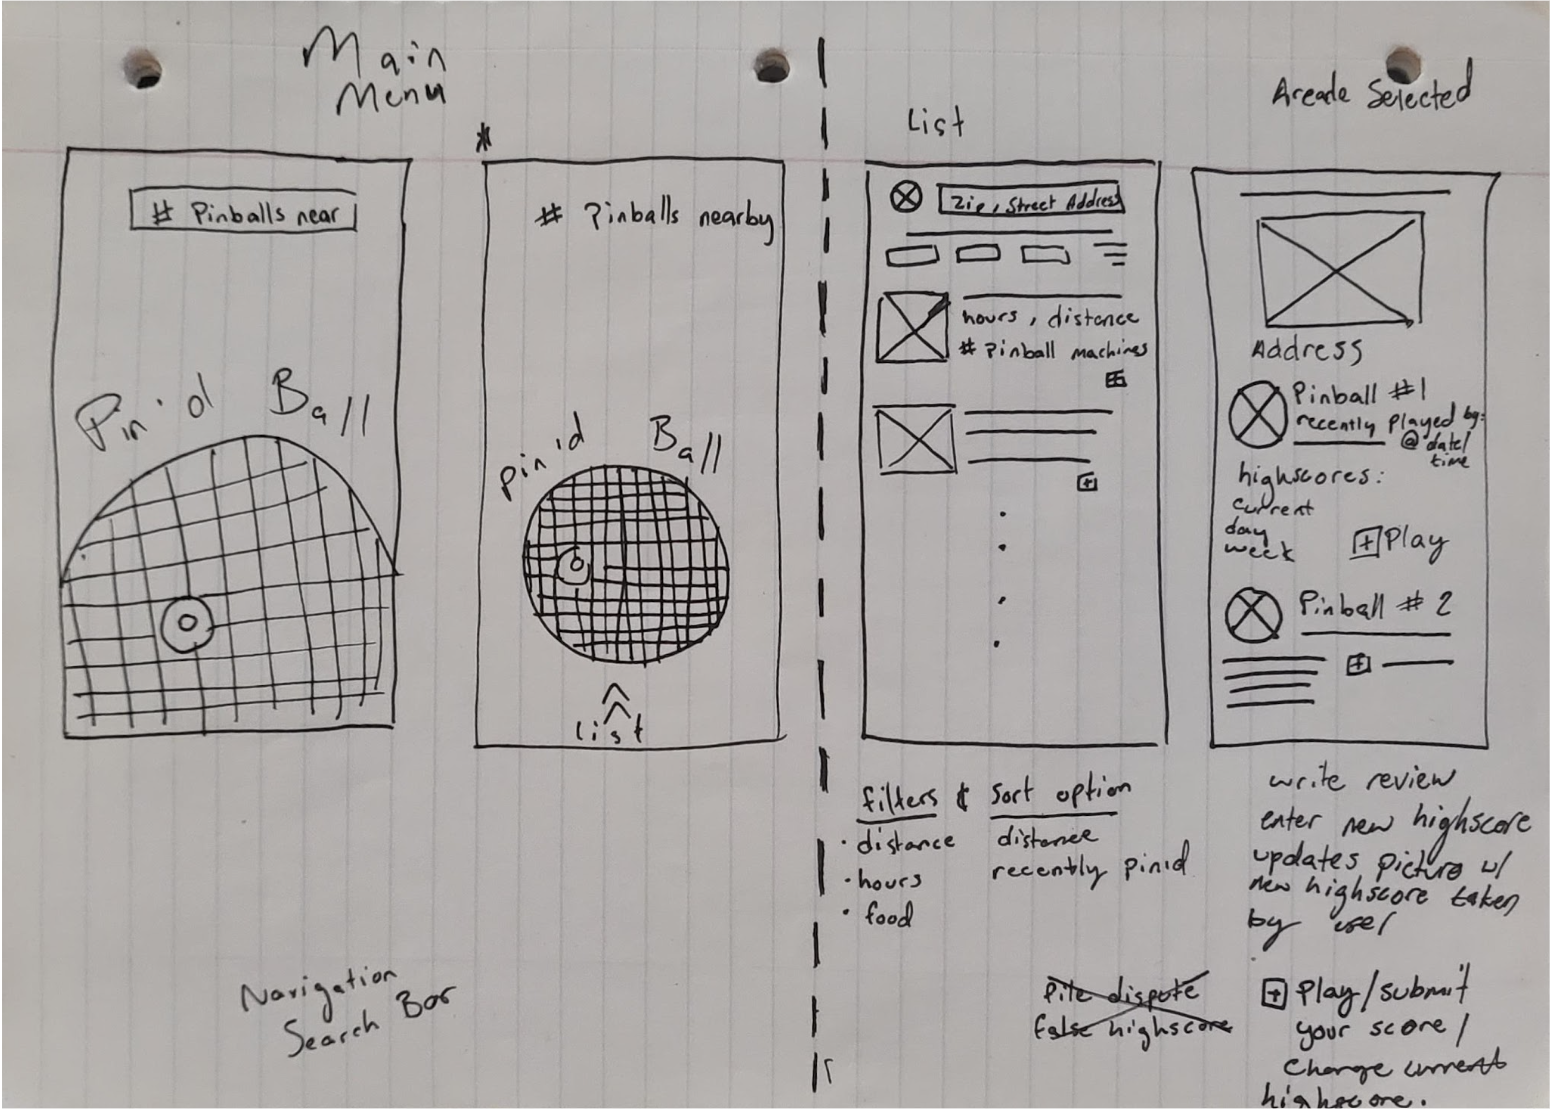 Main
Menu
# Pinballs near
Pin'd Ball
*
# Pinballs nearby
Pin'd Ball
List
Navigation
Search Bar
List
Zip, Street Address
hours, distance
# Pinball machines
filters & Sort option
• distance distance
• hours recently pin'd
• food
File dispute
false highscore
Arcade Selected
Address
Pinball #1
recently played by:
@ date/
time
highscores:
current
day
week
+ Play
Pinball # 2
write review
enter new highscore
updates picture w/
new highscore taken
by user
+ Play/submit
your score/
Change current
highscore.